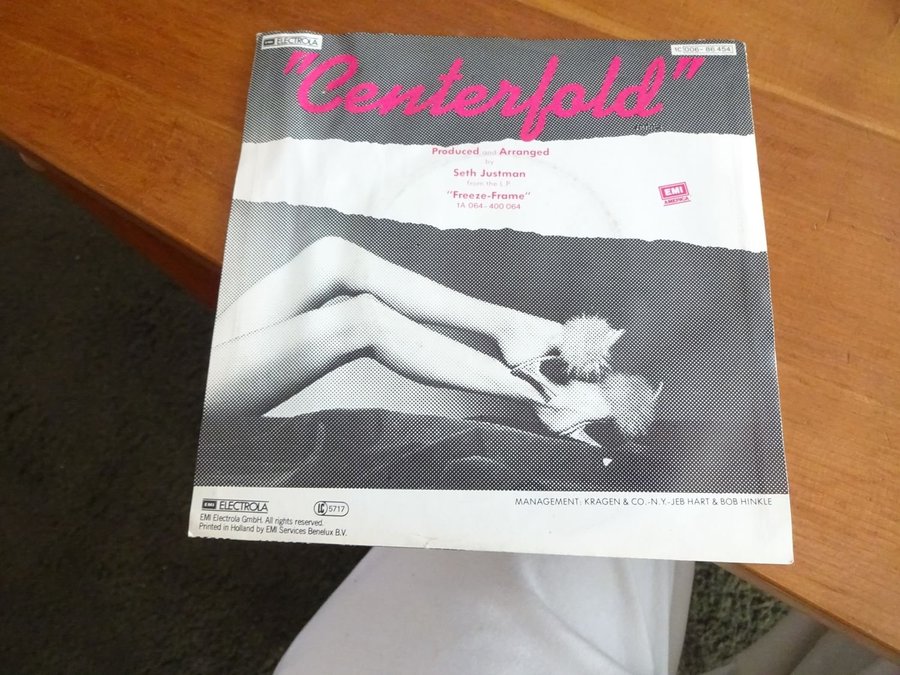 EMI ELECTROLA
1C 006-86 454
"Centerfold"
Produced and Arranged
by
Seth Justman
from the L.P.
"Freeze-Frame"
1A 064-400 064
EMI
AMERICA
EMI ELECTROLA
LC 5717
EMI Electrola GmbH. All rights reserved.
Printed in Holland by EMI Services Benelux B.V.
MANAGEMENT: KRAGEN & CO.-N.Y.-JEB HART & BOB HINKLE